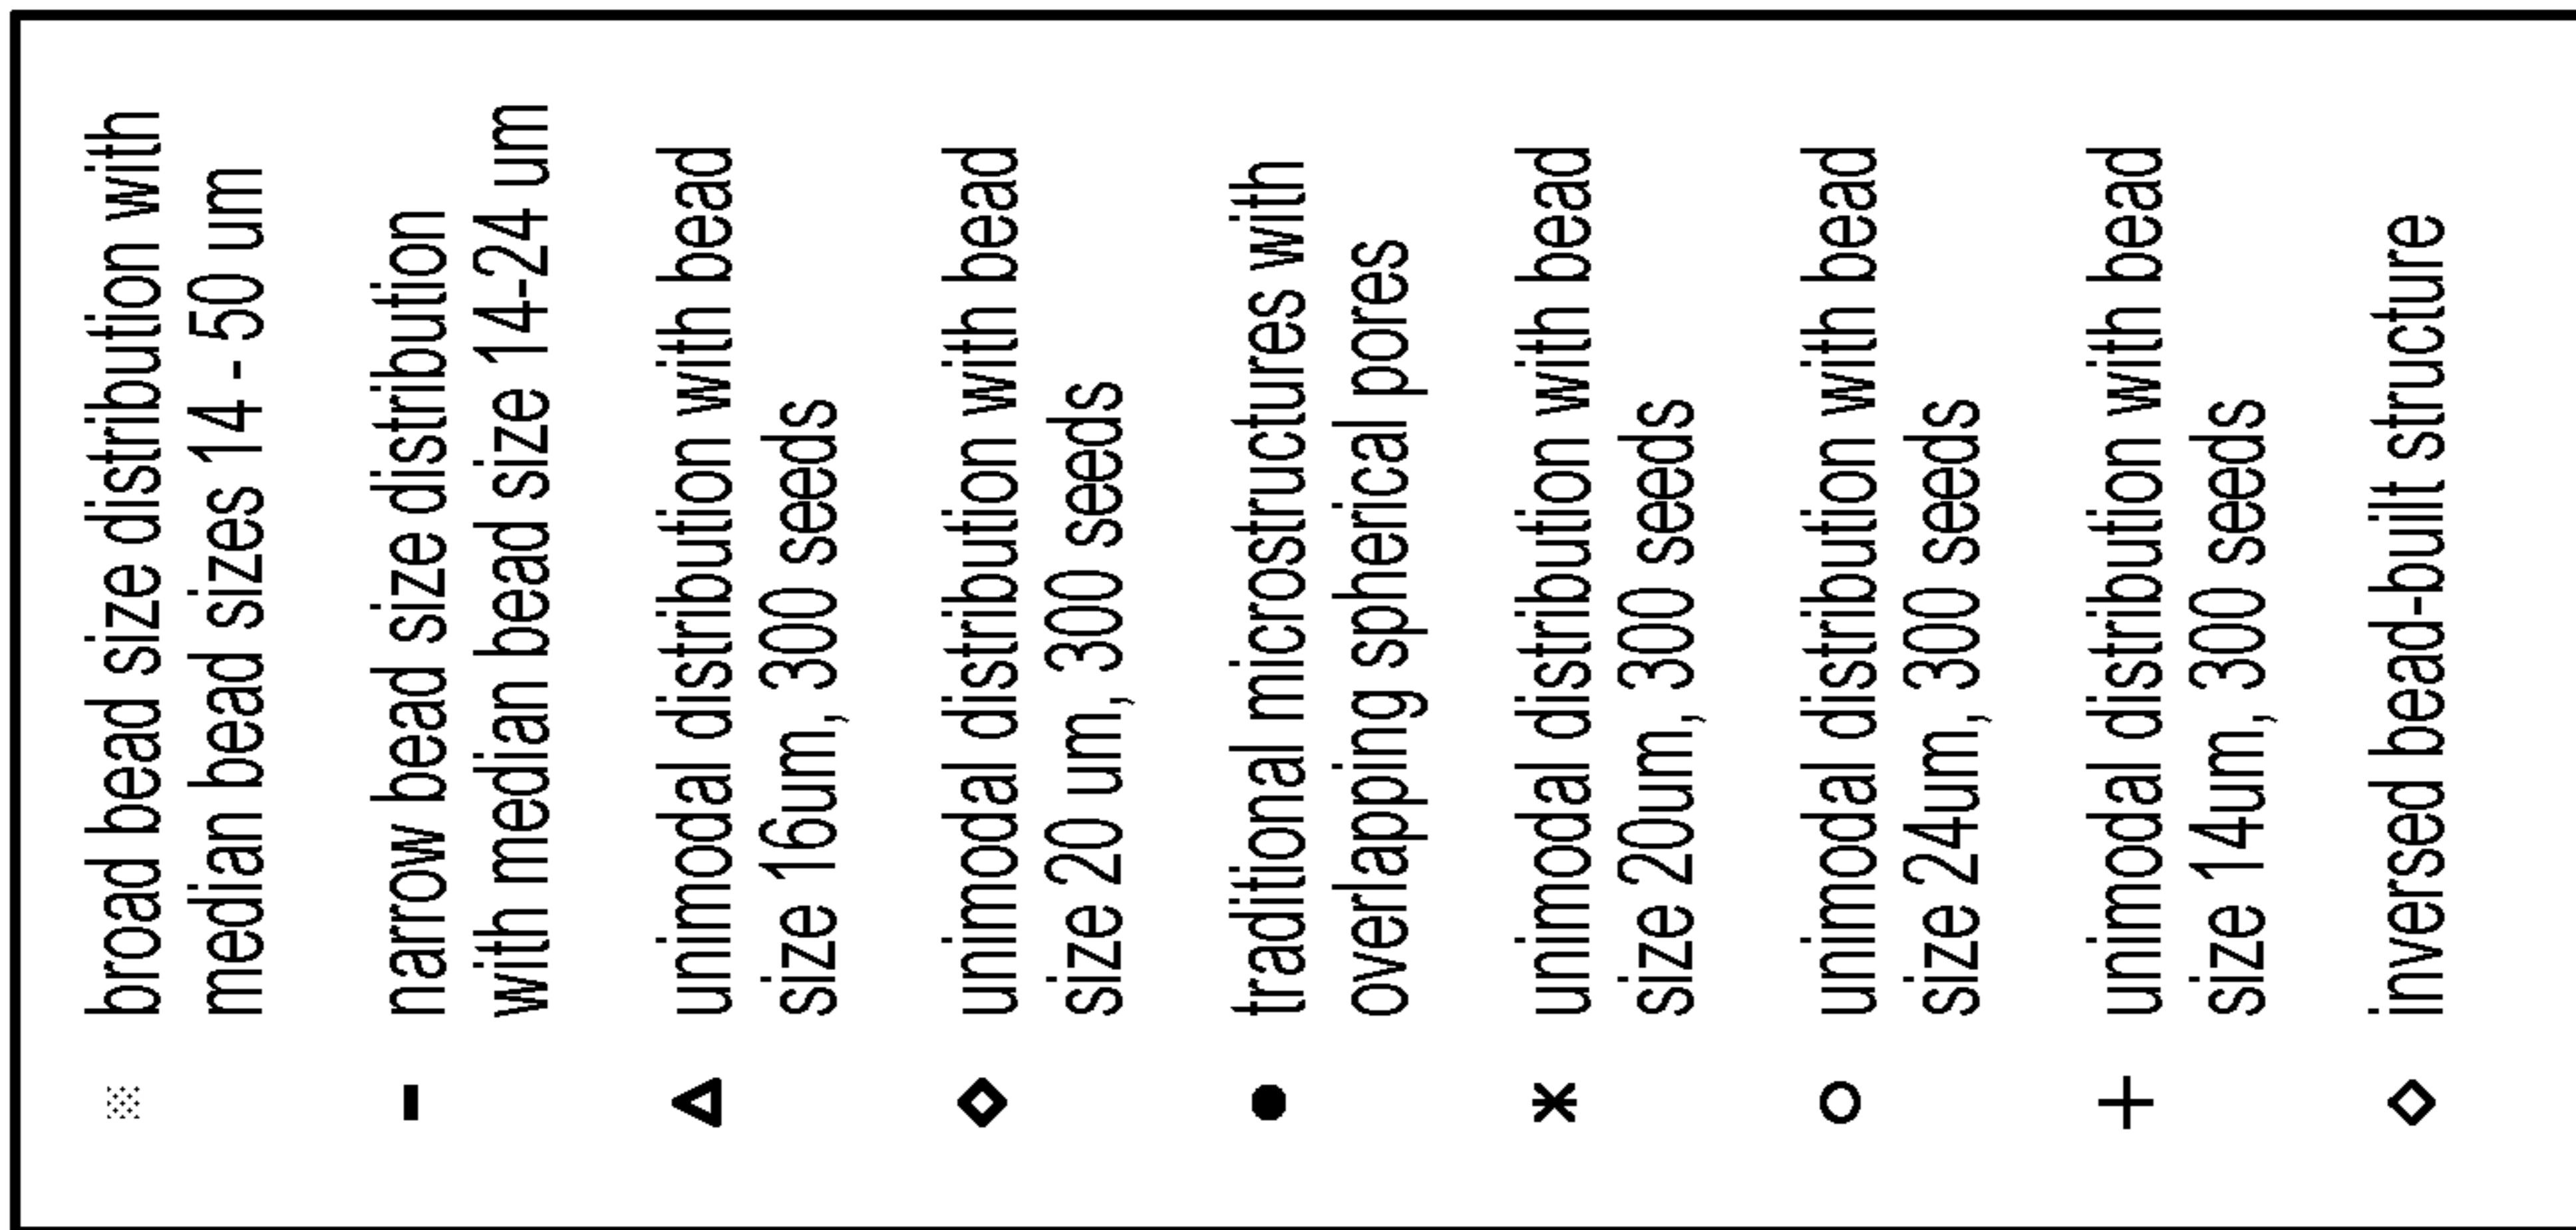 broad bead size distribution with
median bead sizes 14 - 50 um
narrow bead size distribution
with median bead size 14-24 um
unimodal distribution with bead
size 16um, 300 seeds
unimodal distribution with bead
size 20 um, 300 seeds
traditional microstructures with
overlapping spherical pores
unimodal distribution with bead
size 20um, 300 seeds
unimodal distribution with bead
size 24um, 300 seeds
unimodal distribution with bead
size 14um, 300 seeds
inversed bead-built structure